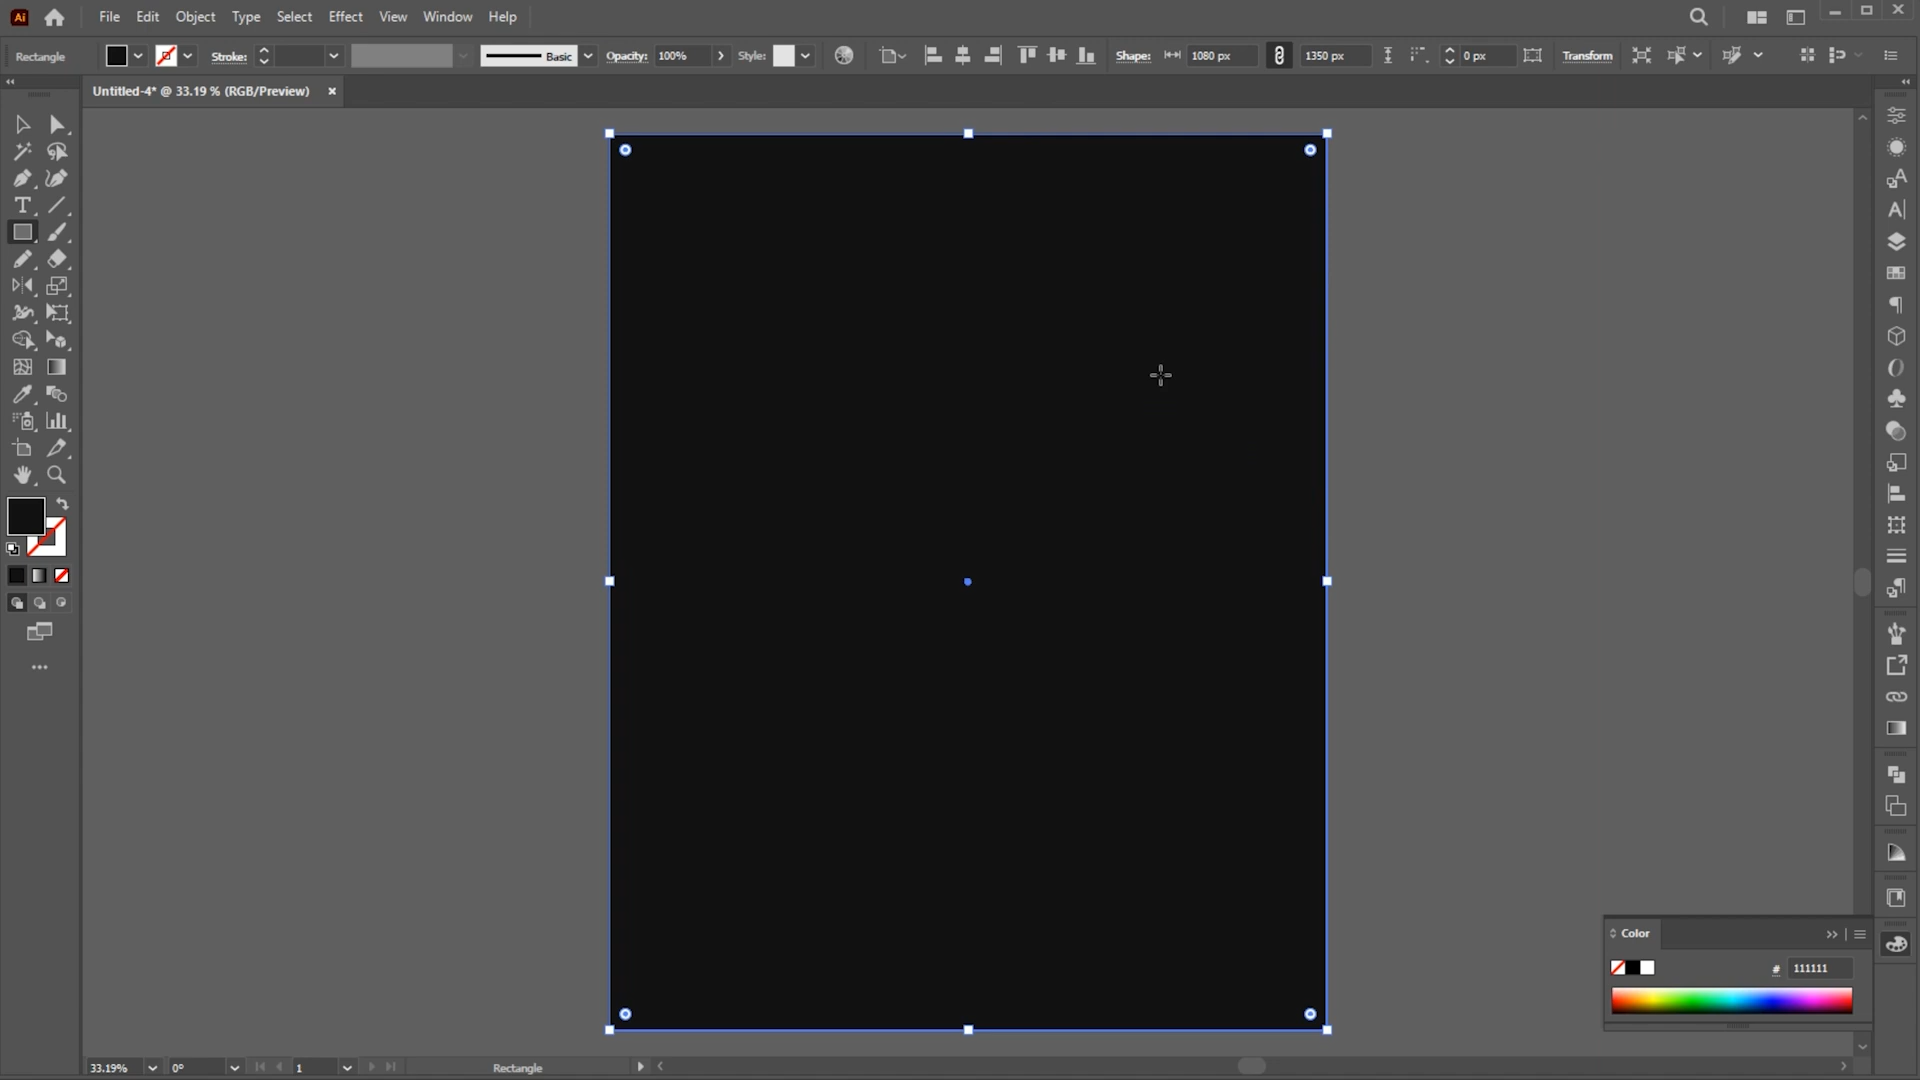 Ai File Edit Object Type Select Effect View Window Help
Rectangle Stroke: Basic Opacity: 100% Style: Shape: 1080 px 1350 px 0 px Transform
Untitled-4* @ 33.19 % (RGB/Preview) ×
Color
# 111111
33.19% 0° 1 Rectangle